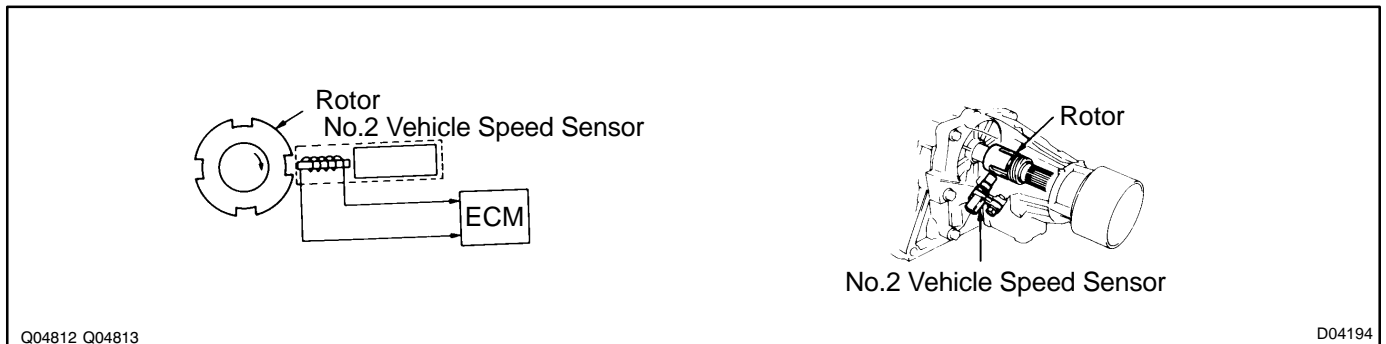 Rotor
No.2 Vehicle Speed Sensor
ECM
Rotor
No.2 Vehicle Speed Sensor
Q04812 Q04813
D04194